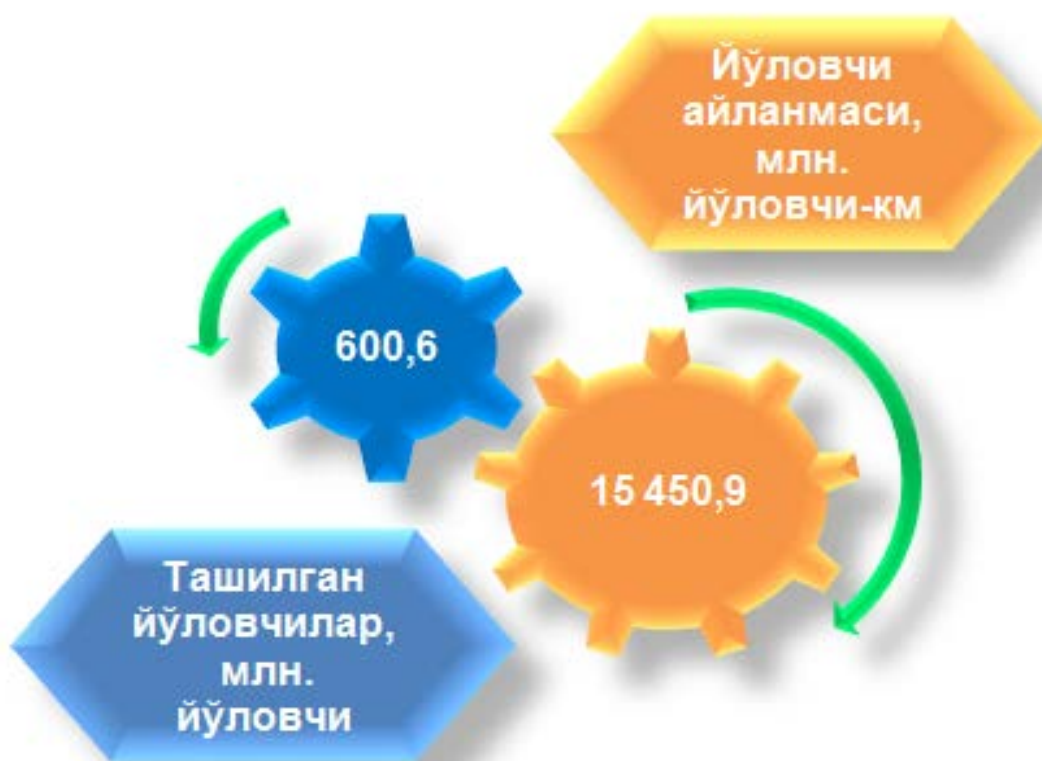 Йўловчи
айланмаси,
млн.
йўловчи-км
600,6
15 450,9
Ташилган
йўловчилар,
млн.
йўловчи